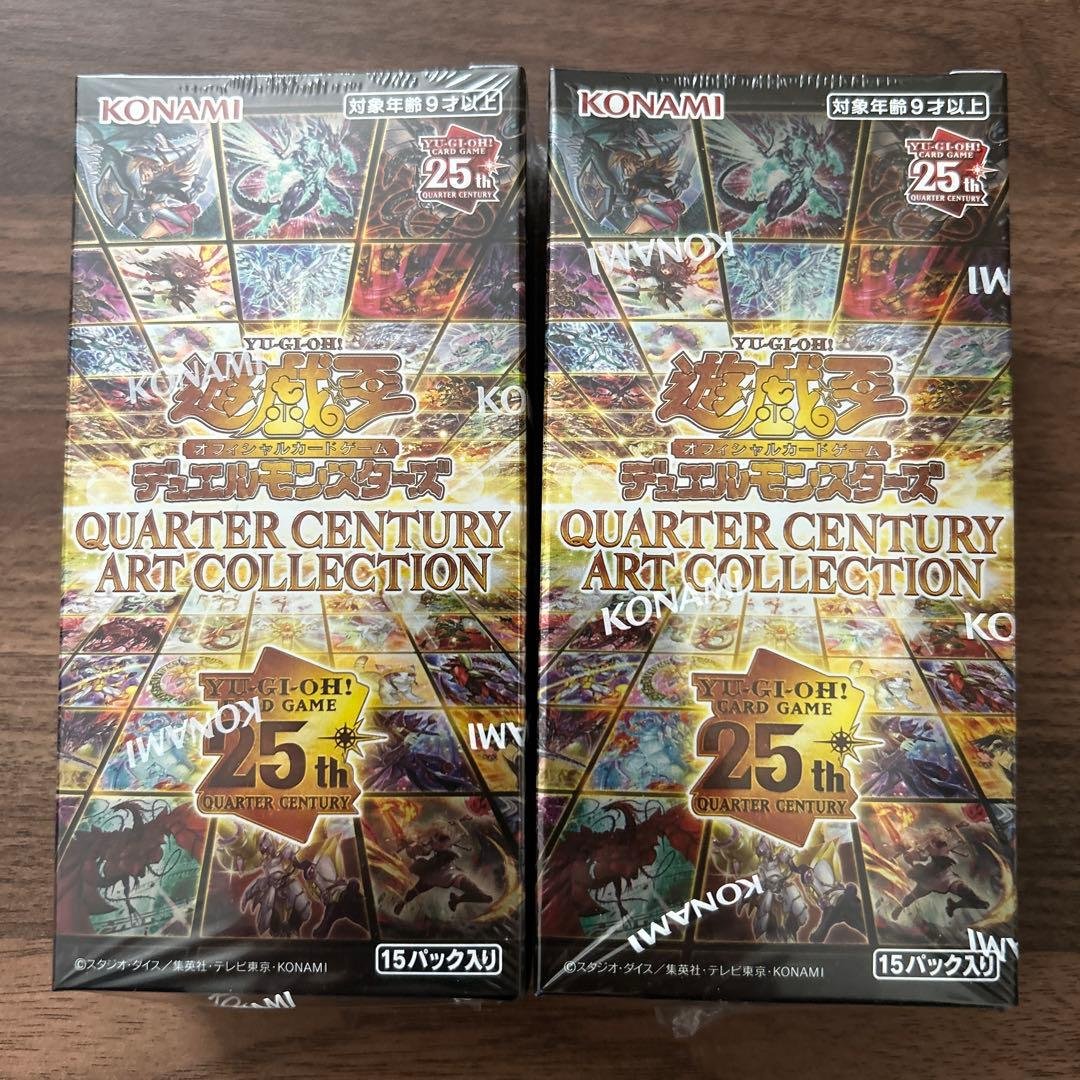 KONAMI
対象年齢9才以上
YU-GI-OH!
CARD GAME
25th
QUARTER CENTURY
YU-GI-OH!
遊戯王
オフィシャルカードゲーム
デュエルモンスターズ
QUARTER CENTURY
ART COLLECTION
KONAMI
KO
YU-GI-OH!
CARD GAME
25th
QUARTER CENTURY
KONAMI
©スタジオ・ダイス／集英社・テレビ東京・KONAMI
15パック入り
KONAMI
KONAMI
対象年齢9才以上
YU-GI-OH!
CARD GAME
25th
QUARTER CENTURY
KONAMI
YU-GI-OH!
遊戯王
オフィシャルカードゲーム
デュエルモンスターズ
QUARTER CENTURY
ART COLLECTION
KONAMI
KO
YU-GI-OH!
CARD GAME
25th
QUARTER CENTURY
KONAMI
©スタジオ・ダイス／集英社・テレビ東京・KONAMI
15パック入り